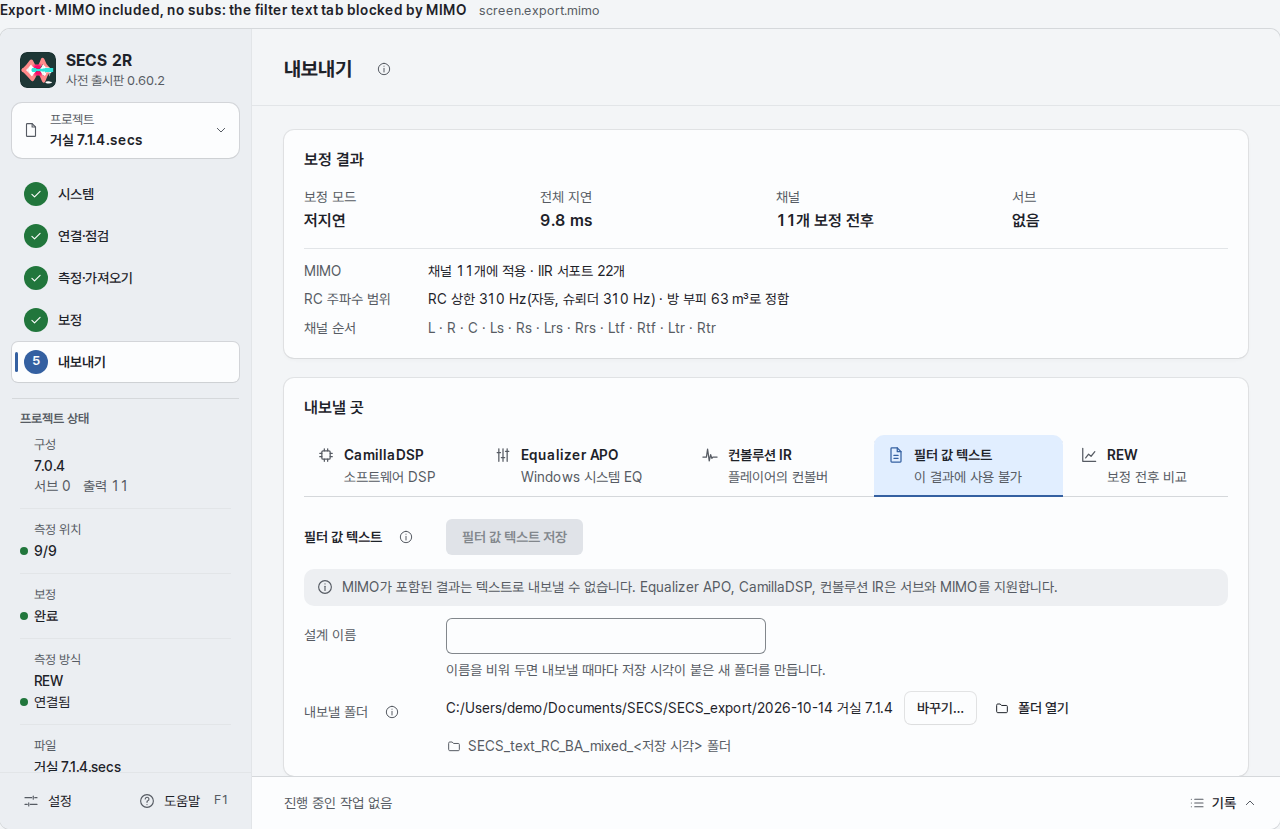 Export · MIMO included, no subs: the filter text tab blocked by MIMO screen.export.mimo
SECS 2R
사전 출시판 0.60.2
프로젝트
거실 7.1.4.secs
시스템
연결·점검
측정·가져오기
보정
5 내보내기
프로젝트 상태
구성
7.0.4
서브 0 출력 11
측정 위치
9/9
보정
완료
측정 방식
REW
연결됨
파일
거실 7.1.4.secs
설정
도움말 F1
내보내기
보정 결과
보정 모드
저지연
전체 지연
9.8 ms
채널
11개 보정 전후
서브
없음
MIMO 채널 11개에 적용 · IIR 서포트 22개
RC 주파수 범위 RC 상한 310 Hz(자동, 슈뢰더 310 Hz) · 방 부피 63 m³로 정함
채널 순서 L · R · C · Ls · Rs · Lrs · Rrs · Ltf · Rtf · Ltr · Rtr
내보낼 곳
CamillaDSP
소프트웨어 DSP
Equalizer APO
Windows 시스템 EQ
컨볼루션 IR
플레이어의 컨볼버
필터 값 텍스트
이 결과에 사용 불가
REW
보정 전후 비교
필터 값 텍스트
필터 값 텍스트 저장
MIMO가 포함된 결과는 텍스트로 내보낼 수 없습니다. Equalizer APO, CamillaDSP, 컨볼루션 IR은 서브와 MIMO를 지원합니다.
설계 이름
이름을 비워 두면 내보낼 때마다 저장 시각이 붙은 새 폴더를 만듭니다.
내보낼 폴더
C:/Users/demo/Documents/SECS/SECS_export/2026-10-14 거실 7.1.4
바꾸기...
폴더 열기
SECS_text_RC_BA_mixed_<저장 시각> 폴더
진행 중인 작업 없음
기록